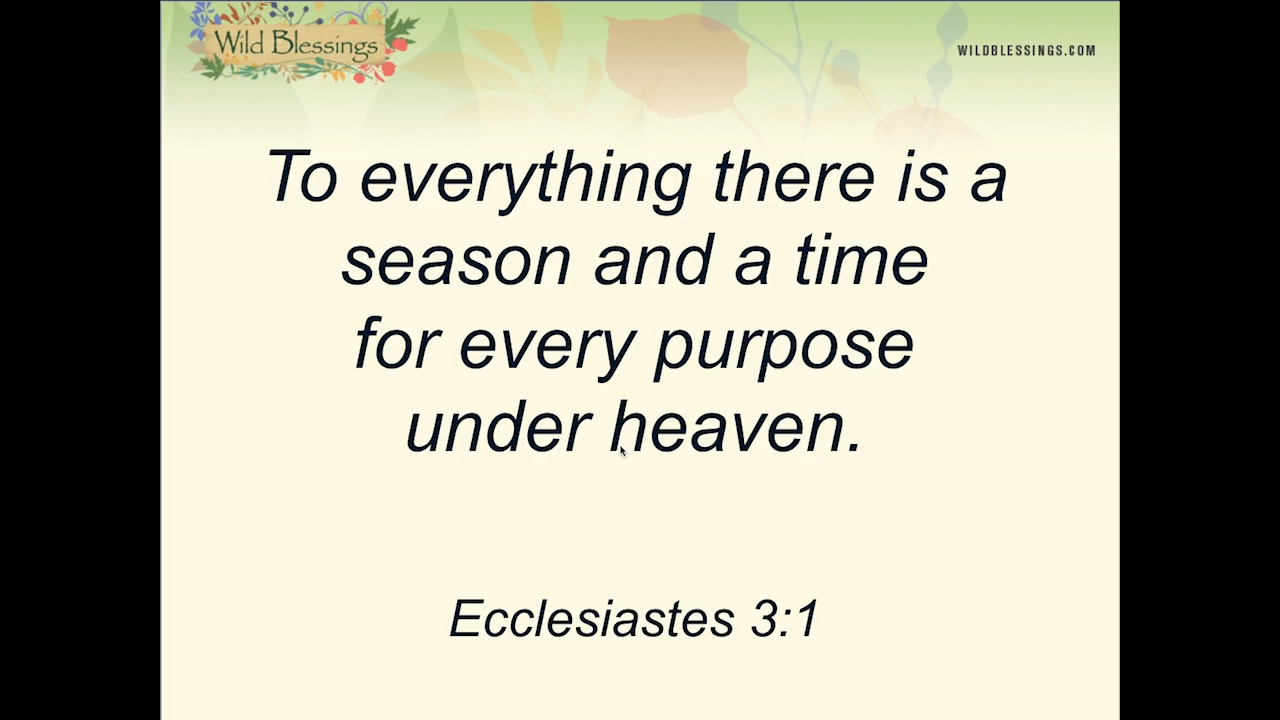 Wild Blessings
WILDBLESSINGS.COM
To everything there is a
season and a time
for every purpose
under heaven.
Ecclesiastes 3:1